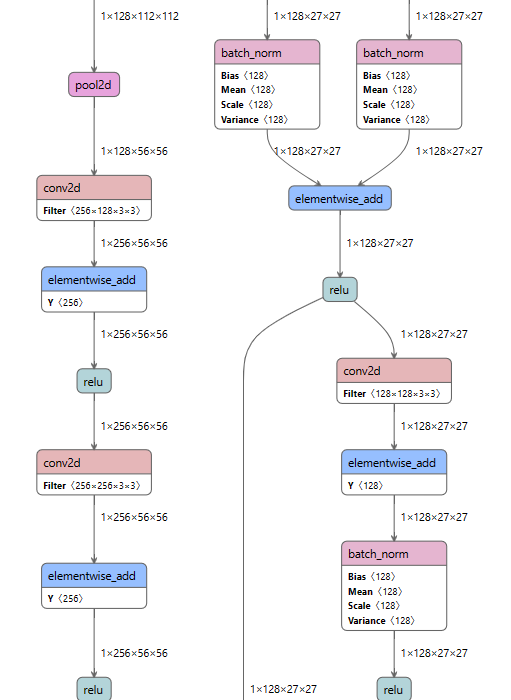 1×128×112×112
pool2d
1×128×56×56
conv2d
Filter 〈256×128×3×3〉
1×256×56×56
elementwise_add
Y 〈256〉
1×256×56×56
relu
1×256×56×56
conv2d
Filter 〈256×256×3×3〉
1×256×56×56
elementwise_add
Y 〈256〉
1×256×56×56
relu
1×128×27×27
1×128×27×27
batch_norm
Bias 〈128〉
Mean 〈128〉
Scale 〈128〉
Variance 〈128〉
batch_norm
Bias 〈128〉
Mean 〈128〉
Scale 〈128〉
Variance 〈128〉
1×128×27×27
1×128×27×27
elementwise_add
1×128×27×27
relu
1×128×27×27
conv2d
Filter 〈128×128×3×3〉
1×128×27×27
elementwise_add
Y 〈128〉
1×128×27×27
batch_norm
Bias 〈128〉
Mean 〈128〉
Scale 〈128〉
Variance 〈128〉
1×128×27×27
relu
1×128×27×27